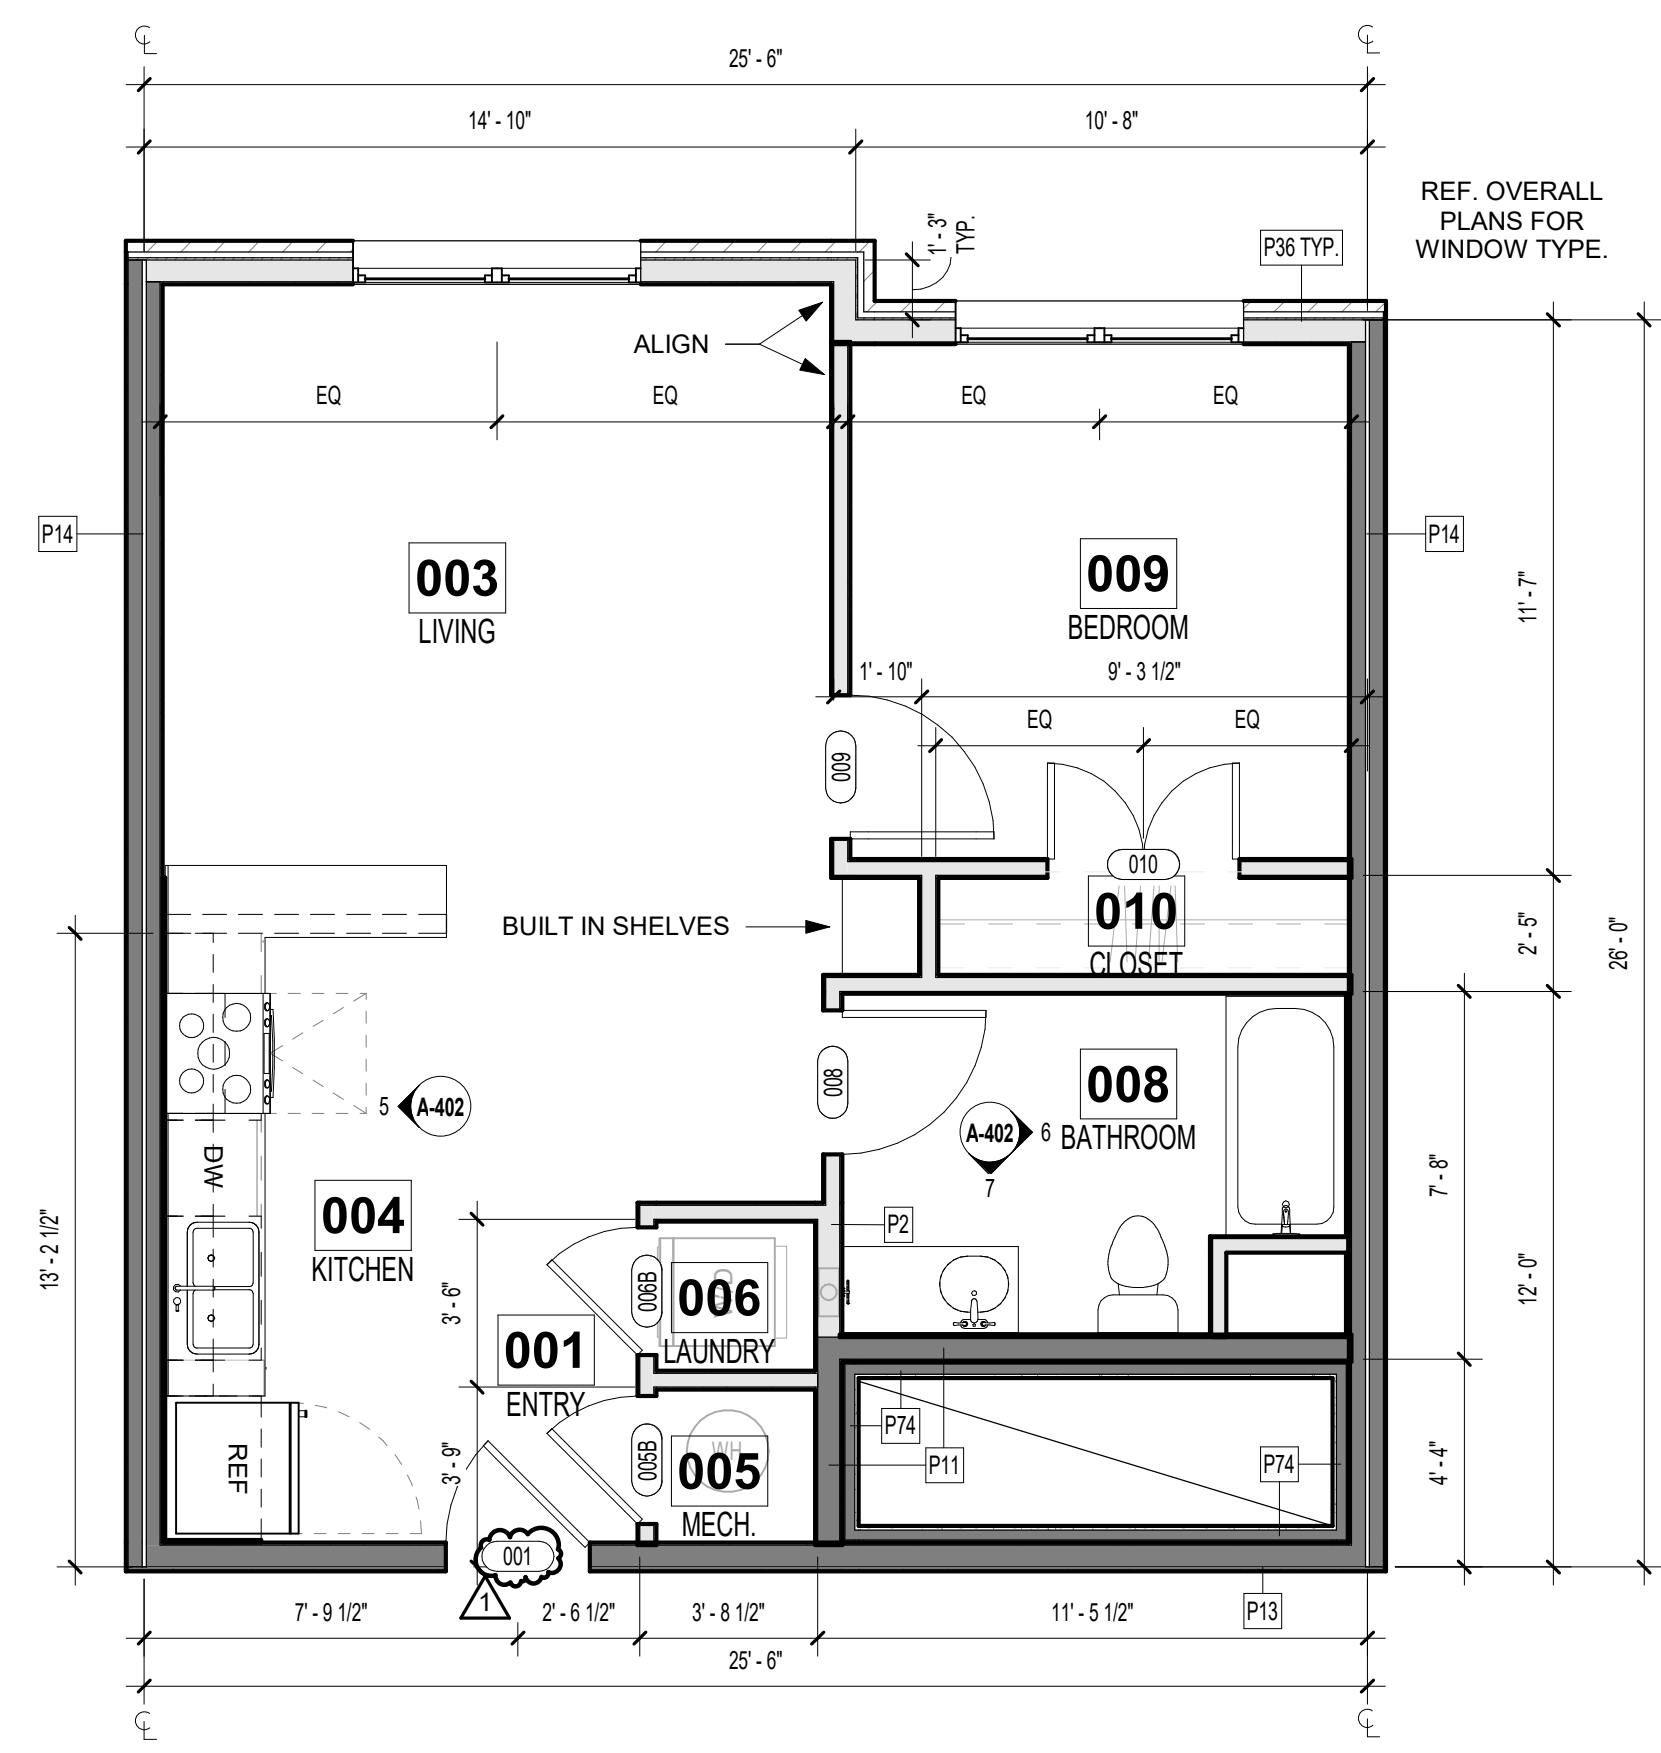 CL
CL
25' - 6"
14' - 10"
10' - 8"
REF. OVERALL
PLANS FOR
WINDOW TYPE.
1' - 3"
TYP.
P36 TYP.
ALIGN
EQ
EQ
EQ
EQ
P14
P14
003
LIVING
009
BEDROOM
11' - 7"
1' - 10"
9' - 3 1/2"
EQ
EQ
009
010
010
CLOSET
BUILT IN SHELVES
2' - 5"
26' - 0"
008
5
A-402
008
BATHROOM
A-402
6
7
DW
004
KITCHEN
13' - 2 1/2"
7' - 8"
P2
3' - 6"
006B
006
LAUNDRY
12' - 0"
001
ENTRY
REF
3' - 9"
005B
WH
005
MECH.
P74
P11
P74
4' - 4"
001
1
P13
7' - 9 1/2"
2' - 6 1/2"
3' - 8 1/2"
11' - 5 1/2"
25' - 6"
CL
CL